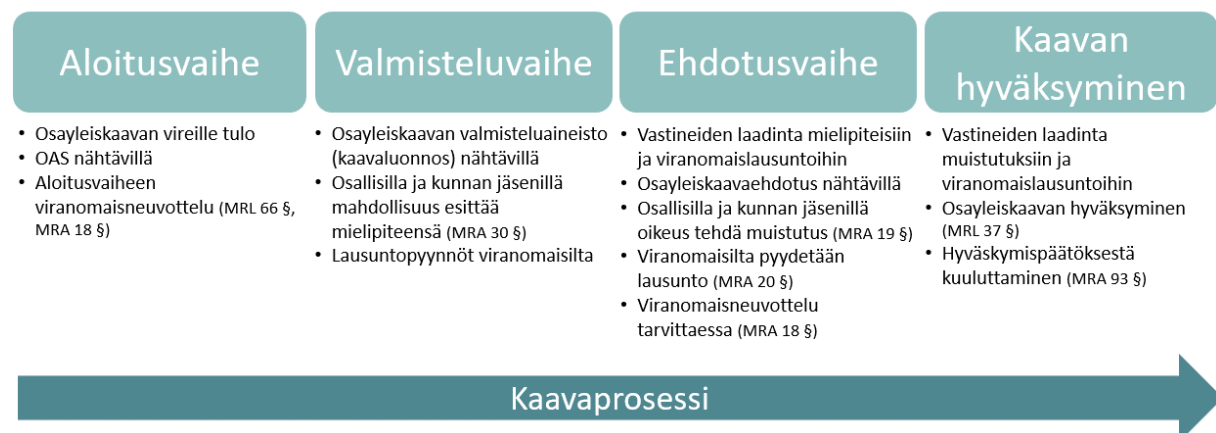 Aloitusvaihe
• Osayleiskaavan vireille tulo
• OAS nähtävillä
• Aloitusvaiheen
viranomaisneuvottelu (MRL 66 §,
MRA 18 §)
Valmisteluvaihe
• Osayleiskaavan valmisteluaineisto
(kaavaluonnos) nähtävillä
• Osallisilla ja kunnan jäsenillä
mahdollisuus esittää
mielipiteensä (MRA 30 §)
• Lausuntopyynnöt viranomaisilta
Ehdotusvaihe
• Vastineiden laadinta mielipiteisiin
ja viranomaislausuntoihin
• Osayleiskaavaehdotus nähtävillä
• Osallisilla ja kunnan jäsenillä
oikeus tehdä muistutus (MRA 19 §)
• Viranomaisilta pyydetään
lausunto (MRA 20 §)
• Viranomaisneuvottelu
tarvittaessa (MRA 18 §)
Kaavan
hyväksyminen
• Vastineiden laadinta
muistutuksiin ja
viranomaislausuntoihin
• Osayleiskaavan hyväksyminen
(MRL 37 §)
• Hyväskymispäätöksestä
kuuluttaminen (MRA 93 §)
Kaavaprosessi